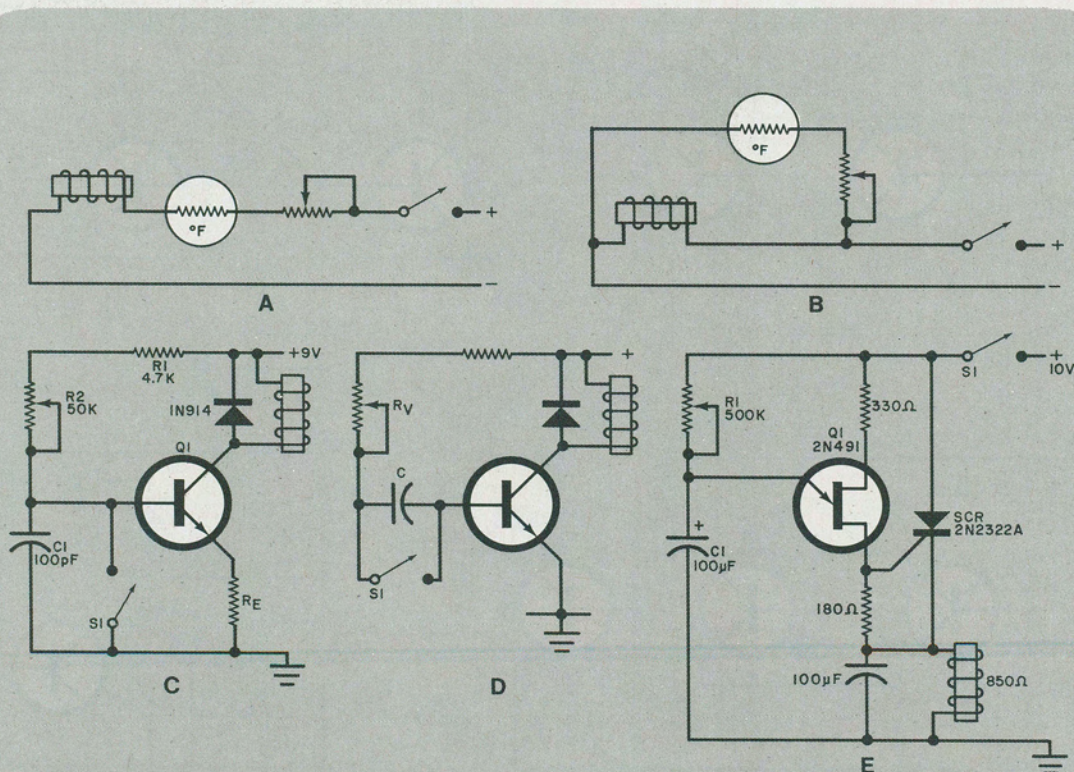 °F
+
−
A
°F
+
−
B
R1
4.7K
+9V
R2
50K
1N914
Q1
C1
100pF
S1
RE
C
+
RV
C
S1
D
S1
+
10V
R1
500K
330Ω
Q1
2N491
SCR
2N2322A
+
C1
100µF
180Ω
100µF
850Ω
E